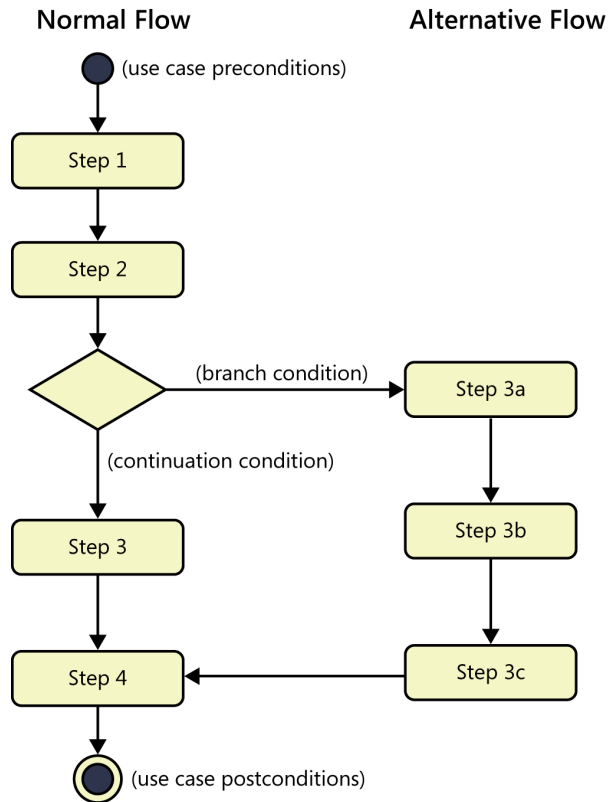 Normal Flow
Alternative Flow
(use case preconditions)
Step 1
Step 2
(branch condition)
Step 3a
(continuation condition)
Step 3
Step 3b
Step 4
Step 3c
(use case postconditions)